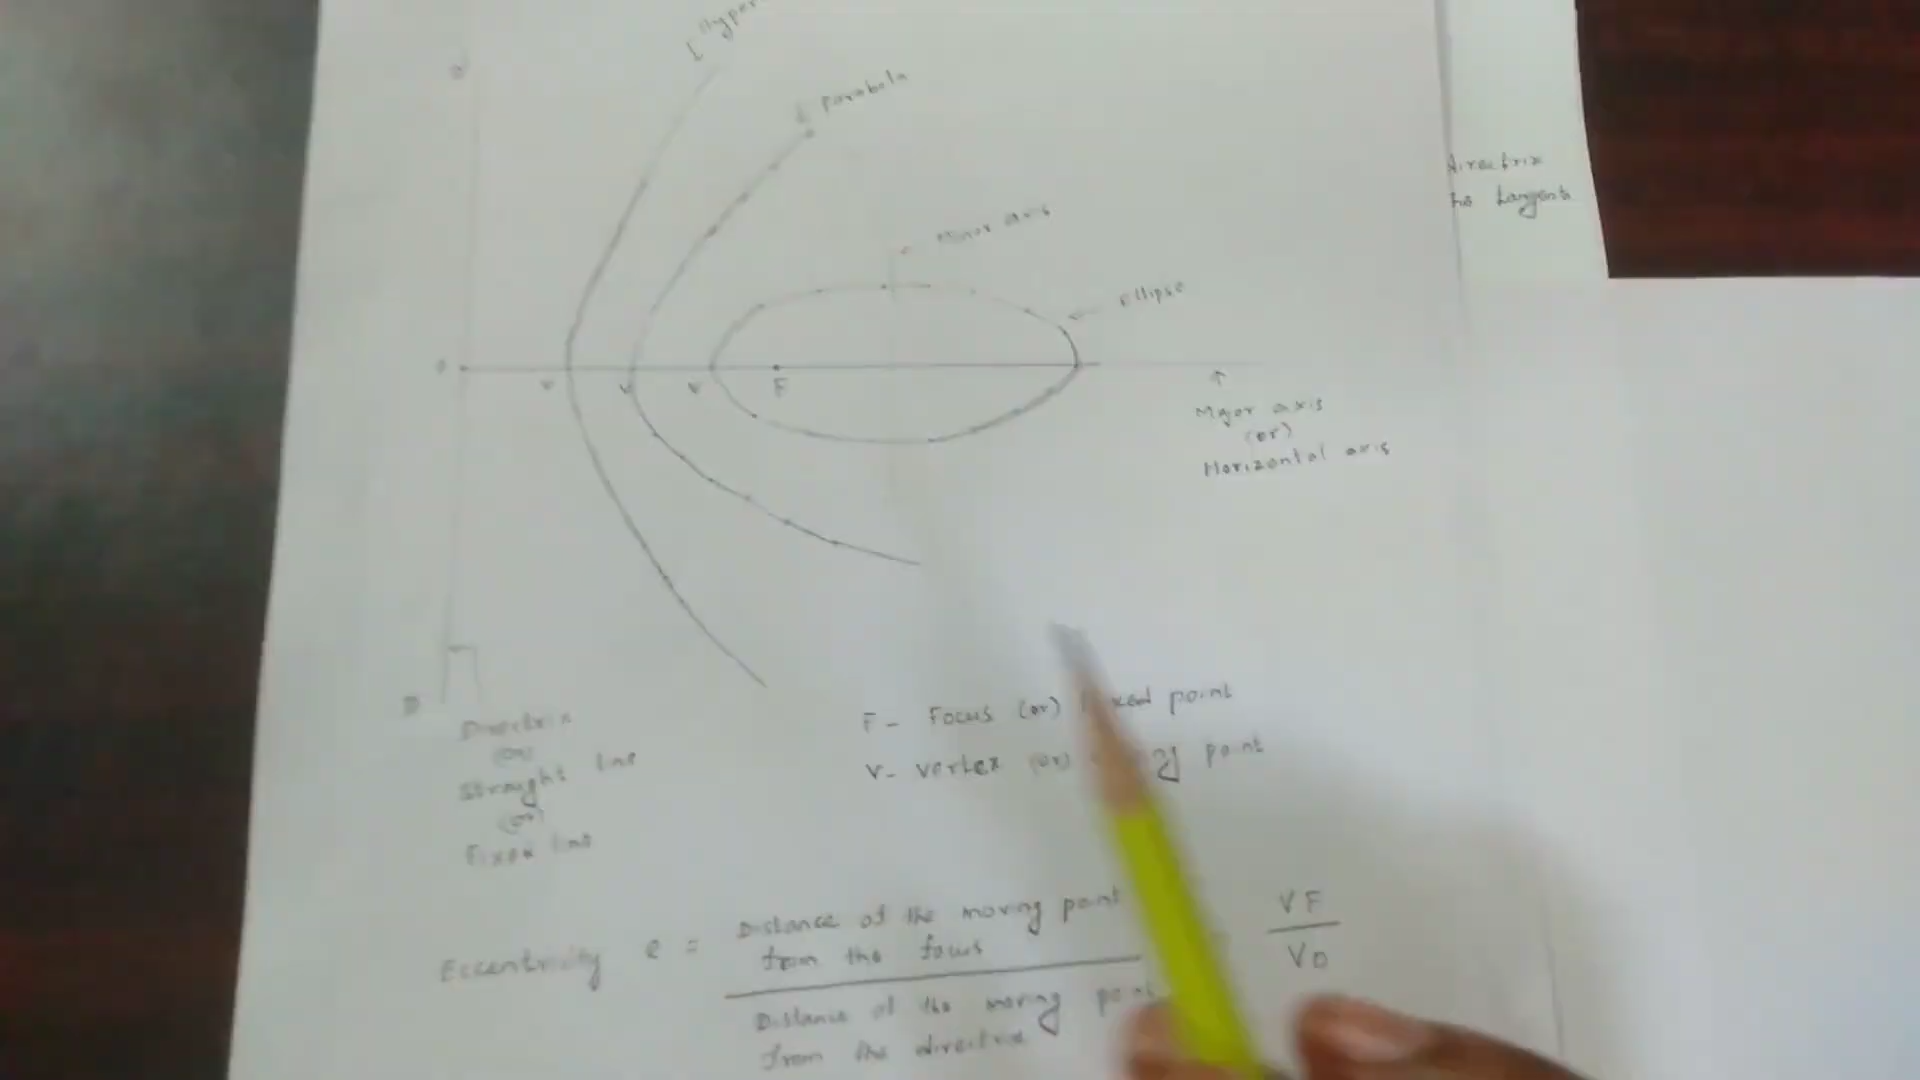 Hyper
Parabola
Directrix
Tangents
Minor axis
Ellipse
V V V F
Major axis
(or)
Horizontal axis
D
Directrix
(or)
Straight line
(or)
Fixed line
F - Focus (or) point
V - Vertex (or) point
Eccentricity e = Distance of the moving point
from the focus
Distance of the moving point
from the directrix
VF
VD